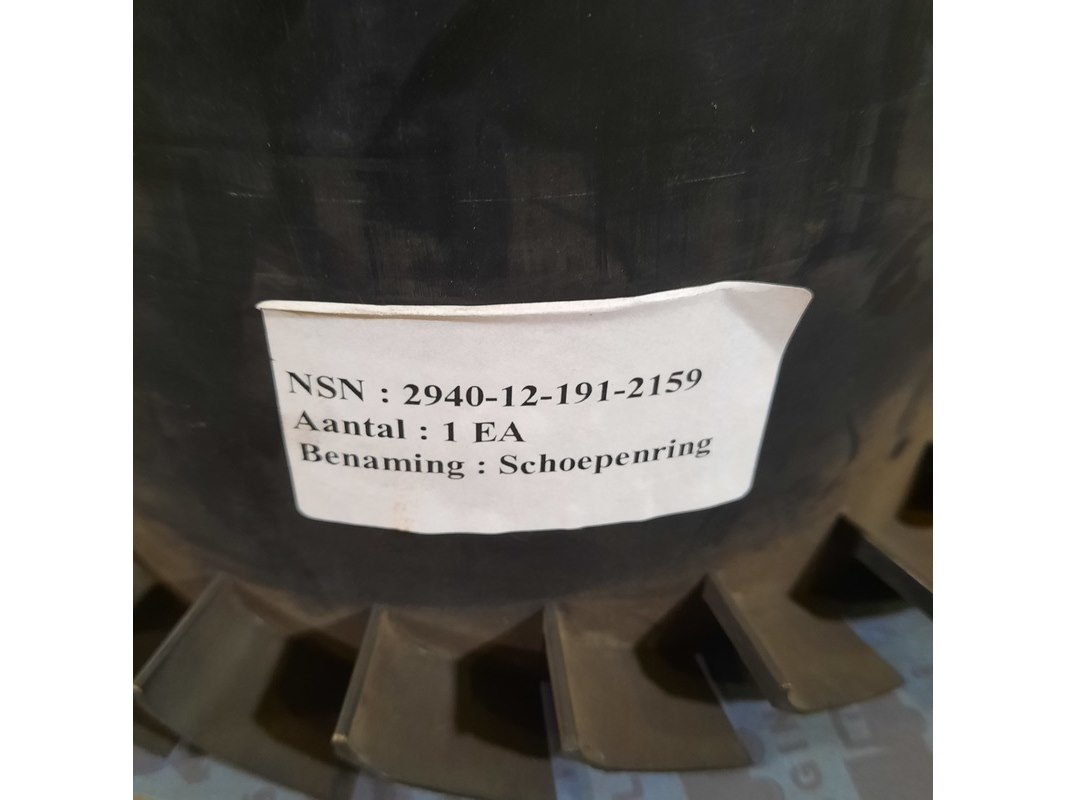 NSN : 2940-12-191-2159
Aantal : 1 EA
Benaming : Schoepenring